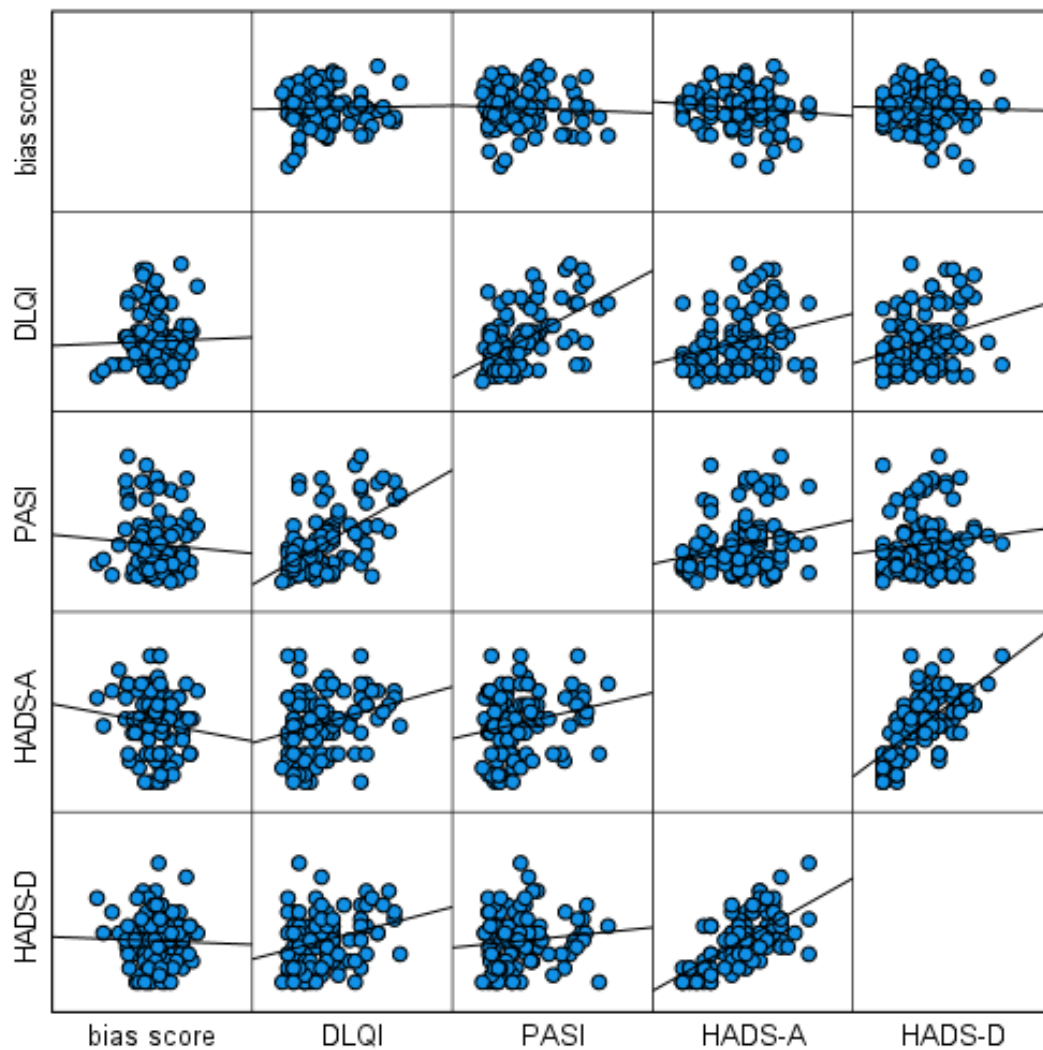 bias score
DLQI
PASI
HADS-A
HADS-D
bias score
DLQI
PASI
HADS-A
HADS-D